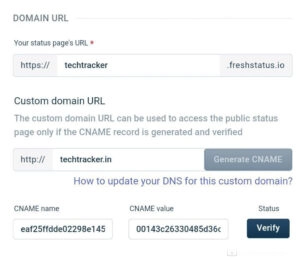 DOMAIN URL
Your status page's URL *
https:// techtracker .freshstatus.io
Custom domain URL
The custom domain URL can be used to access the public status
page only if the CNAME record is generated and verified
http:// techtracker.in Generate CNAME
How to update your DNS for this custom domain?
CNAME name CNAME value Status
eaf25ffdde02298e145 00143c26330485d36c Verify